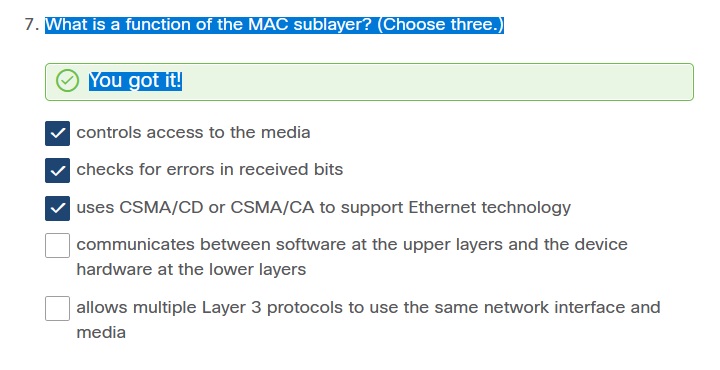 7. What is a function of the MAC sublayer? (Choose three.)
You got it!
controls access to the media
checks for errors in received bits
uses CSMA/CD or CSMA/CA to support Ethernet technology
communicates between software at the upper layers and the device
hardware at the lower layers
allows multiple Layer 3 protocols to use the same network interface and
media